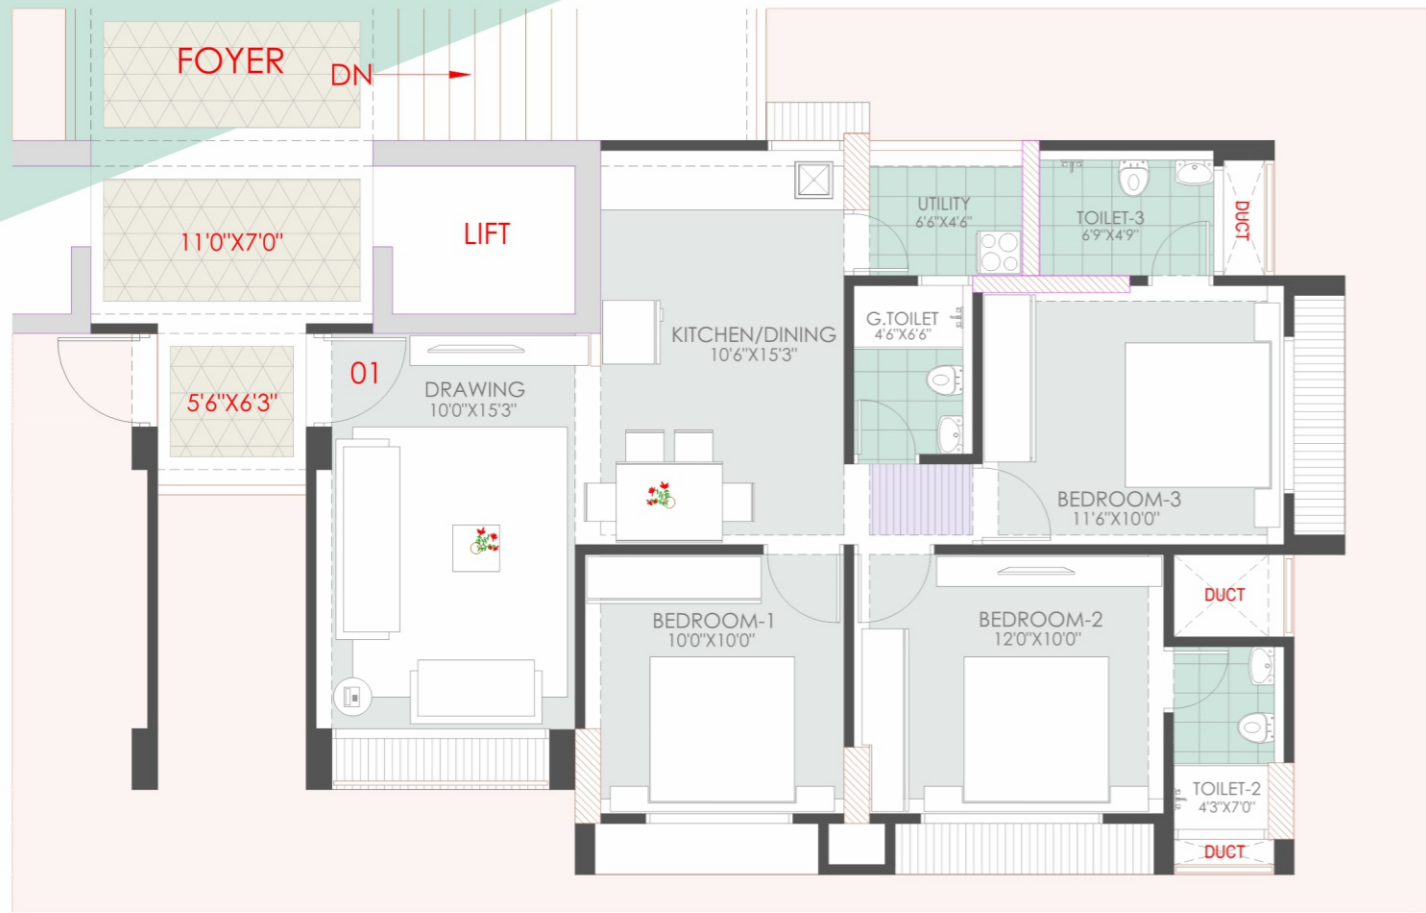 FOYER
DN
11'0"X7'0"
LIFT
UTILITY
6'6"X4'6"
TOILET-3
6'9"X4'9"
DUCT
G.TOILET
4'6"X6'6"
KITCHEN/DINING
10'6"X15'3"
01
5'6"X6'3"
DRAWING
10'0"X15'3"
BEDROOM-3
11'6"X10'0"
DUCT
BEDROOM-1
10'0"X10'0"
BEDROOM-2
12'0"X10'0"
TOILET-2
4'3"X7'0"
DUCT